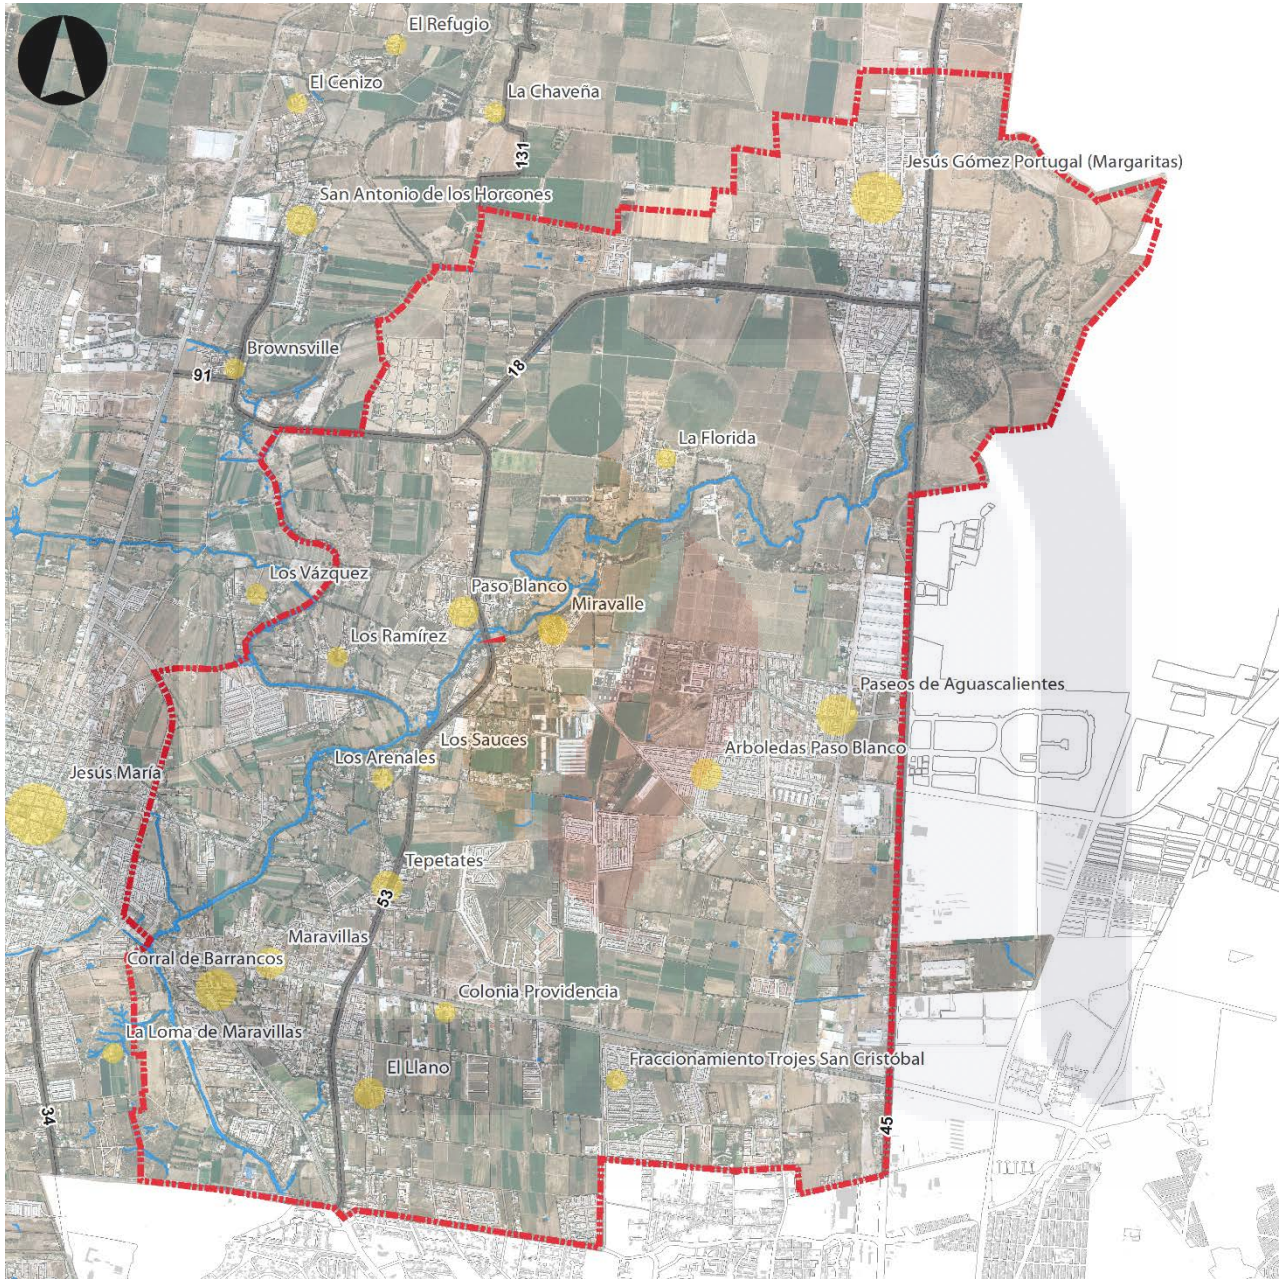 El Refugio
El Cenizo
La Chaveña
131
Jesús Gómez Portugal (Margaritas)
San Antonio de los Horcones
Brownsville
91
18
La Florida
Los Vázquez
Paso Blanco
Miravalle
Los Ramírez
Paseos de Aguascalientes
Los Sauces
Arboledas Paso Blanco
Los Arenales
Jesús María
Tepetates
53
Maravillas
Corral de Barrancos
Colonia Providencia
La Loma de Maravillas
Fraccionamiento Trojes San Cristóbal
El Llano
34
45